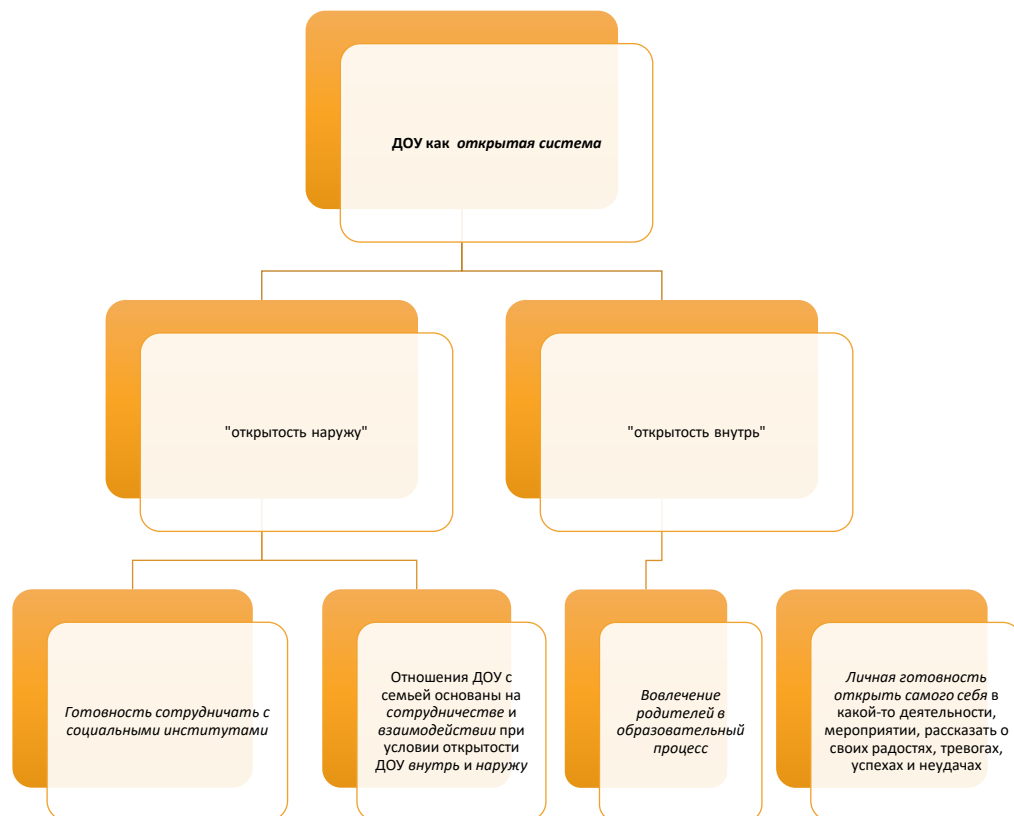 ДОУ как открытая система
"открытость наружу"
"открытость внутрь"
Готовность сотрудничать с
социальными институтами
Отношения ДОУ с
семьей основаны на
сотрудничестве и
взаимодействии при
условии открытости
ДОУ внутрь и наружу
Вовлечение
родителей в
образовательный
процесс
Личная готовность
открыть самого себя в
какой-то деятельности,
мероприятии, рассказать о
своих радостях, тревогах,
успехах и неудачах